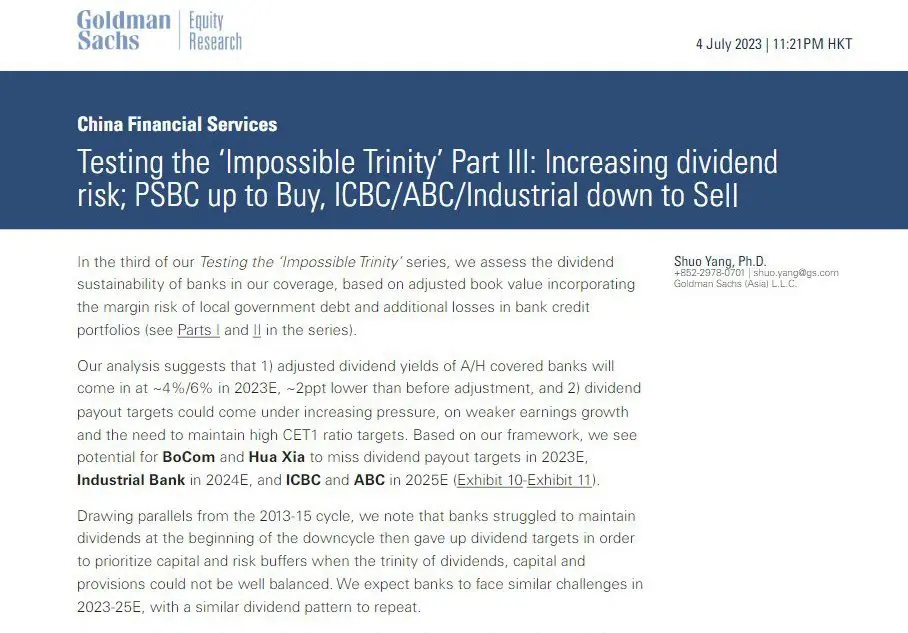 Goldman Sachs
Equity Research
4 July 2023 | 11:21PM HKT
China Financial Services
Testing the ‘Impossible Trinity’ Part III: Increasing dividend
risk; PSBC up to Buy, ICBC/ABC/Industrial down to Sell
In the third of our Testing the ‘Impossible Trinity’ series, we assess the dividend
sustainability of banks in our coverage, based on adjusted book value incorporating
the margin risk of local government debt and additional losses in bank credit
portfolios (see Parts I and II in the series).
Our analysis suggests that 1) adjusted dividend yields of A/H covered banks will
come in at ~4%/6% in 2023E, ~2ppt lower than before adjustment, and 2) dividend
payout targets could come under increasing pressure, on weaker earnings growth
and the need to maintain high CET1 ratio targets. Based on our framework, we see
potential for BoCom and Hua Xia to miss dividend payout targets in 2023E,
Industrial Bank in 2024E, and ICBC and ABC in 2025E (Exhibit 10-Exhibit 11).
Drawing parallels from the 2013-15 cycle, we note that banks struggled to maintain
dividends at the beginning of the downcycle then gave up dividend targets in order
to prioritize capital and risk buffers when the trinity of dividends, capital and
provisions could not be well balanced. We expect banks to face similar challenges in
2023-25E, with a similar dividend pattern to repeat.
Shuo Yang, Ph.D.
+852-2978-0701 | shuo.yang@gs.com
Goldman Sachs (Asia) L.L.C.